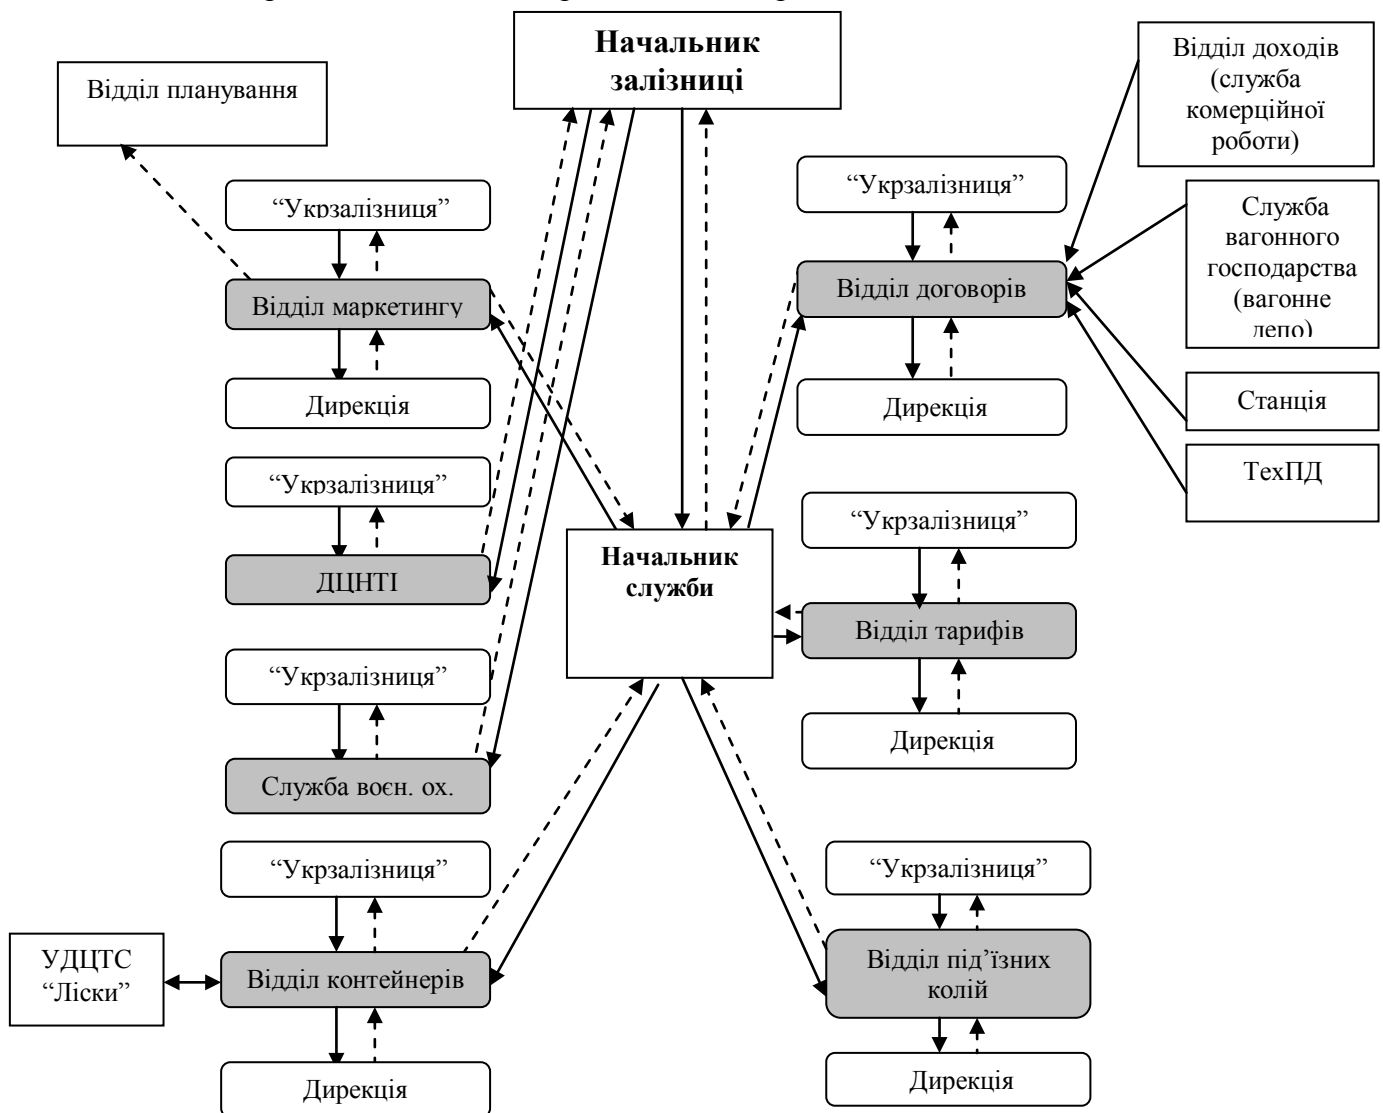 Начальник
залізниці
Відділ доходів
(служба
комерційної
роботи)
Відділ планування
“Укрзалізниця”
“Укрзалізниця”
Служба
вагонного
господарства
(вагонне
депо)
Відділ маркетингу
Відділ договорів
Дирекція
Дирекція
Станція
“Укрзалізниця”
ТехПД
“Укрзалізниця”
ДЦНТІ
Начальник
служби
Відділ тарифів
“Укрзалізниця”
Дирекція
Служба воєн. ох.
“Укрзалізниця”
“Укрзалізниця”
УДЦТС
“Ліски”
Відділ контейнерів
Відділ під’їзних
колій
Дирекція
Дирекція